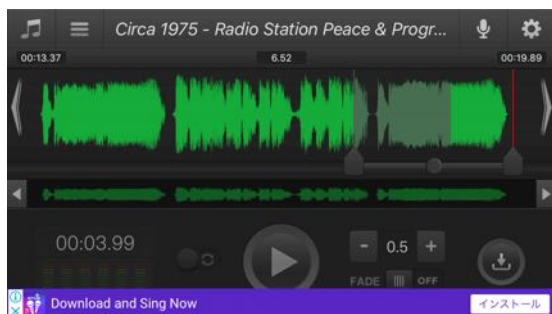 Circa 1975 - Radio Station Peace & Progr...
00:13.37 6.52 00:19.89
00:03.99 - 0.5 +
FADE OFF
Download and Sing Now インストール